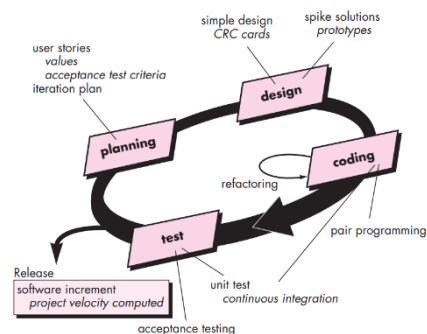 simple design
CRC cards
spike solutions
prototypes
user stories
values
acceptance test criteria
iteration plan
design
planning
coding
refactoring
test
pair programming
Release
software increment
project velocity computed
unit test
continuous integration
acceptance testing